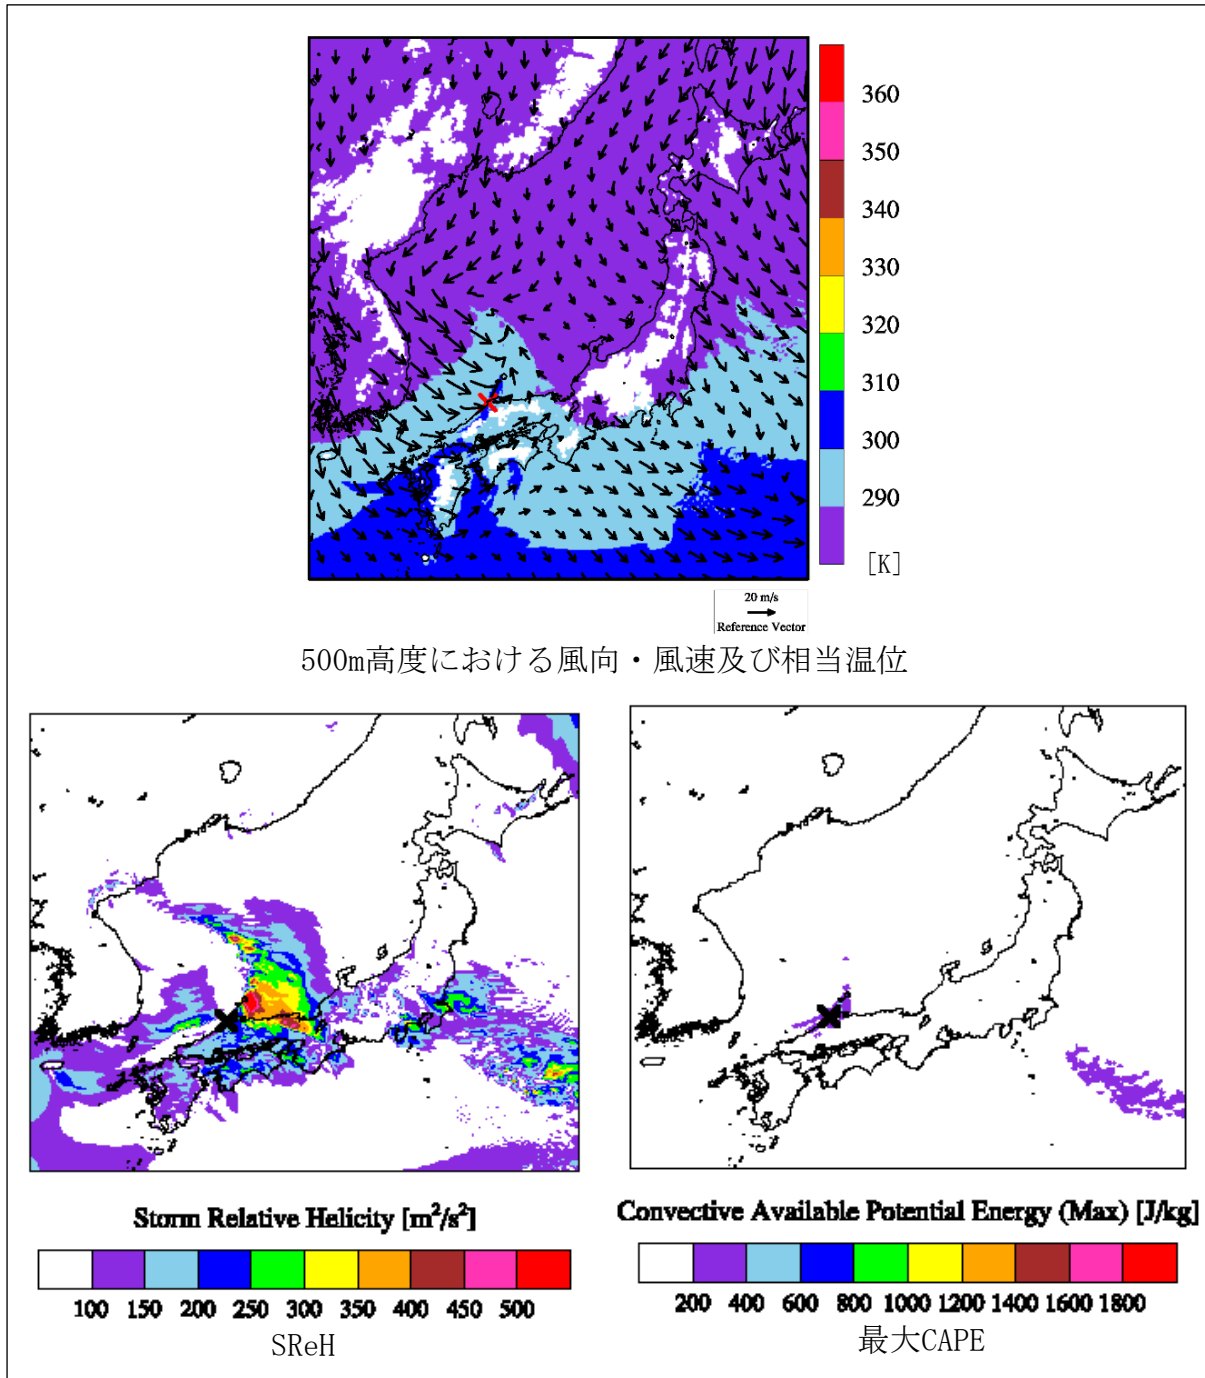 360
350
340
330
320
310
300
290
[K]
20 m/s
Reference Vector
500m高度における風向・風速及び相当温位
Storm Relative Helicity [m²/s²]
100 150 200 250 300 350 400 450 500
SReH
Convective Available Potential Energy (Max) [J/kg]
200 400 600 800 1000 1200 1400 1600 1800
最大CAPE